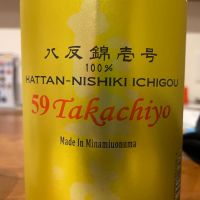 八反錦壱号
100%
HATTAN-NISHIKI ICHIGOU
59 Takachiyo
Made In Minamiuonuma